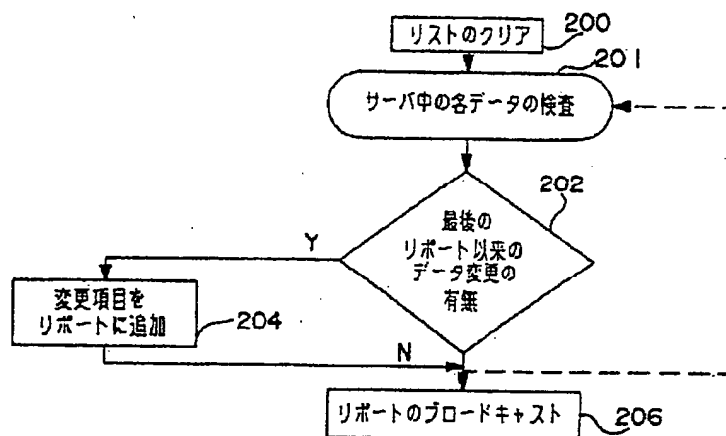 リストのクリア
200
201
サーバ中の各データの検査
202
最後の
リポート以来の
データ変更の
有無
Y
変更項目を
リポートに追加
204
N
リポートのブロードキャスト
206